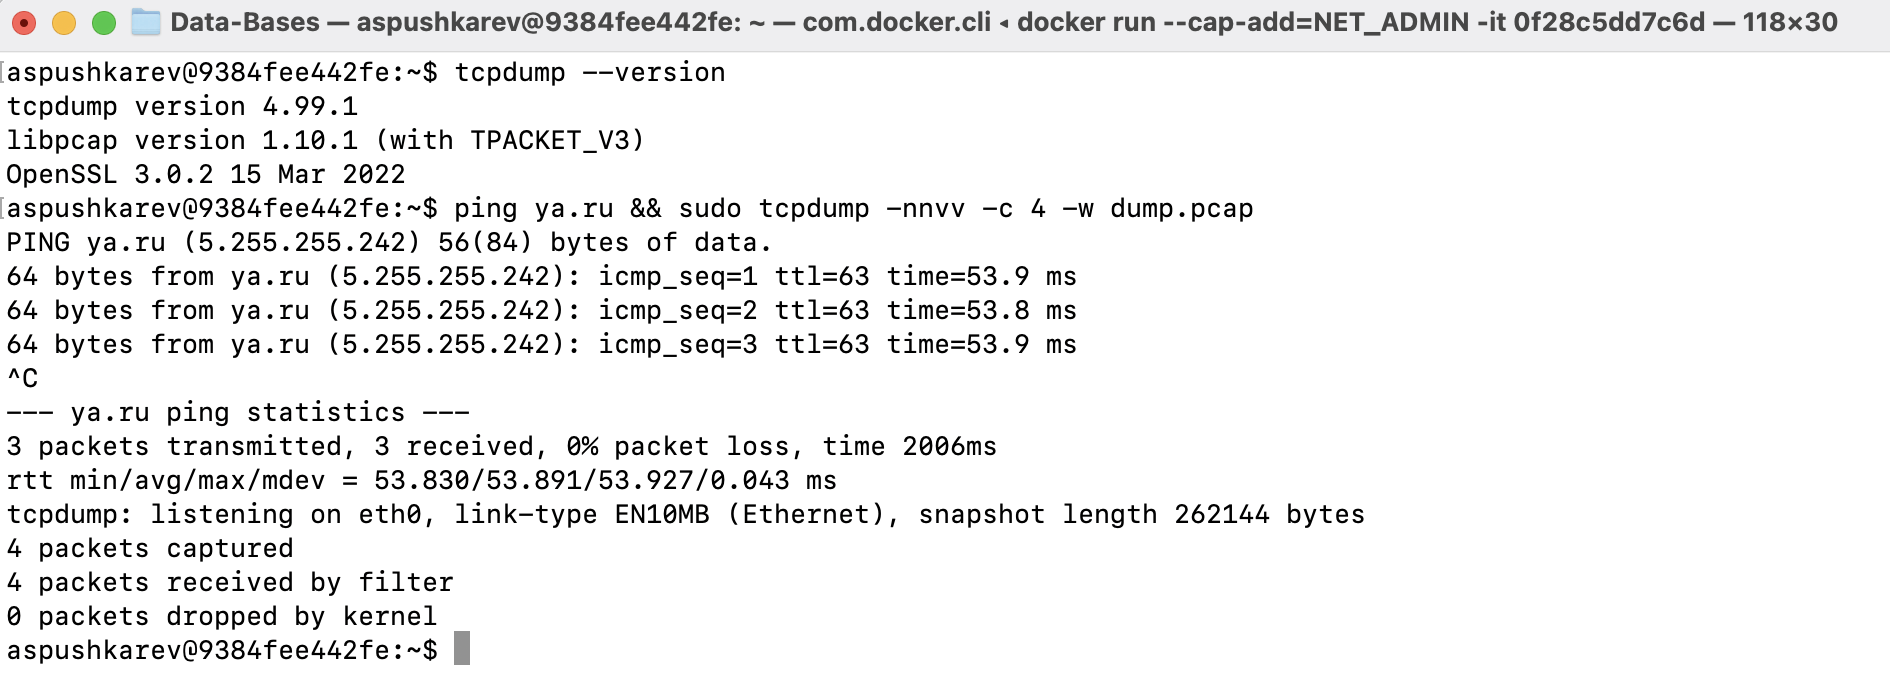 Data-Bases — aspushkarev@9384fee442fe: ~ — com.docker.cli ◂ docker run --cap-add=NET_ADMIN -it 0f28c5dd7c6d — 118×30
[aspushkarev@9384fee442fe:~$ tcpdump --version
tcpdump version 4.99.1
libpcap version 1.10.1 (with TPACKET_V3)
OpenSSL 3.0.2 15 Mar 2022
[aspushkarev@9384fee442fe:~$ ping ya.ru && sudo tcpdump -nnvv -c 4 -w dump.pcap
PING ya.ru (5.255.255.242) 56(84) bytes of data.
64 bytes from ya.ru (5.255.255.242): icmp_seq=1 ttl=63 time=53.9 ms
64 bytes from ya.ru (5.255.255.242): icmp_seq=2 ttl=63 time=53.8 ms
64 bytes from ya.ru (5.255.255.242): icmp_seq=3 ttl=63 time=53.9 ms
^C
--- ya.ru ping statistics ---
3 packets transmitted, 3 received, 0% packet loss, time 2006ms
rtt min/avg/max/mdev = 53.830/53.891/53.927/0.043 ms
tcpdump: listening on eth0, link-type EN10MB (Ethernet), snapshot length 262144 bytes
4 packets captured
4 packets received by filter
0 packets dropped by kernel
aspushkarev@9384fee442fe:~$